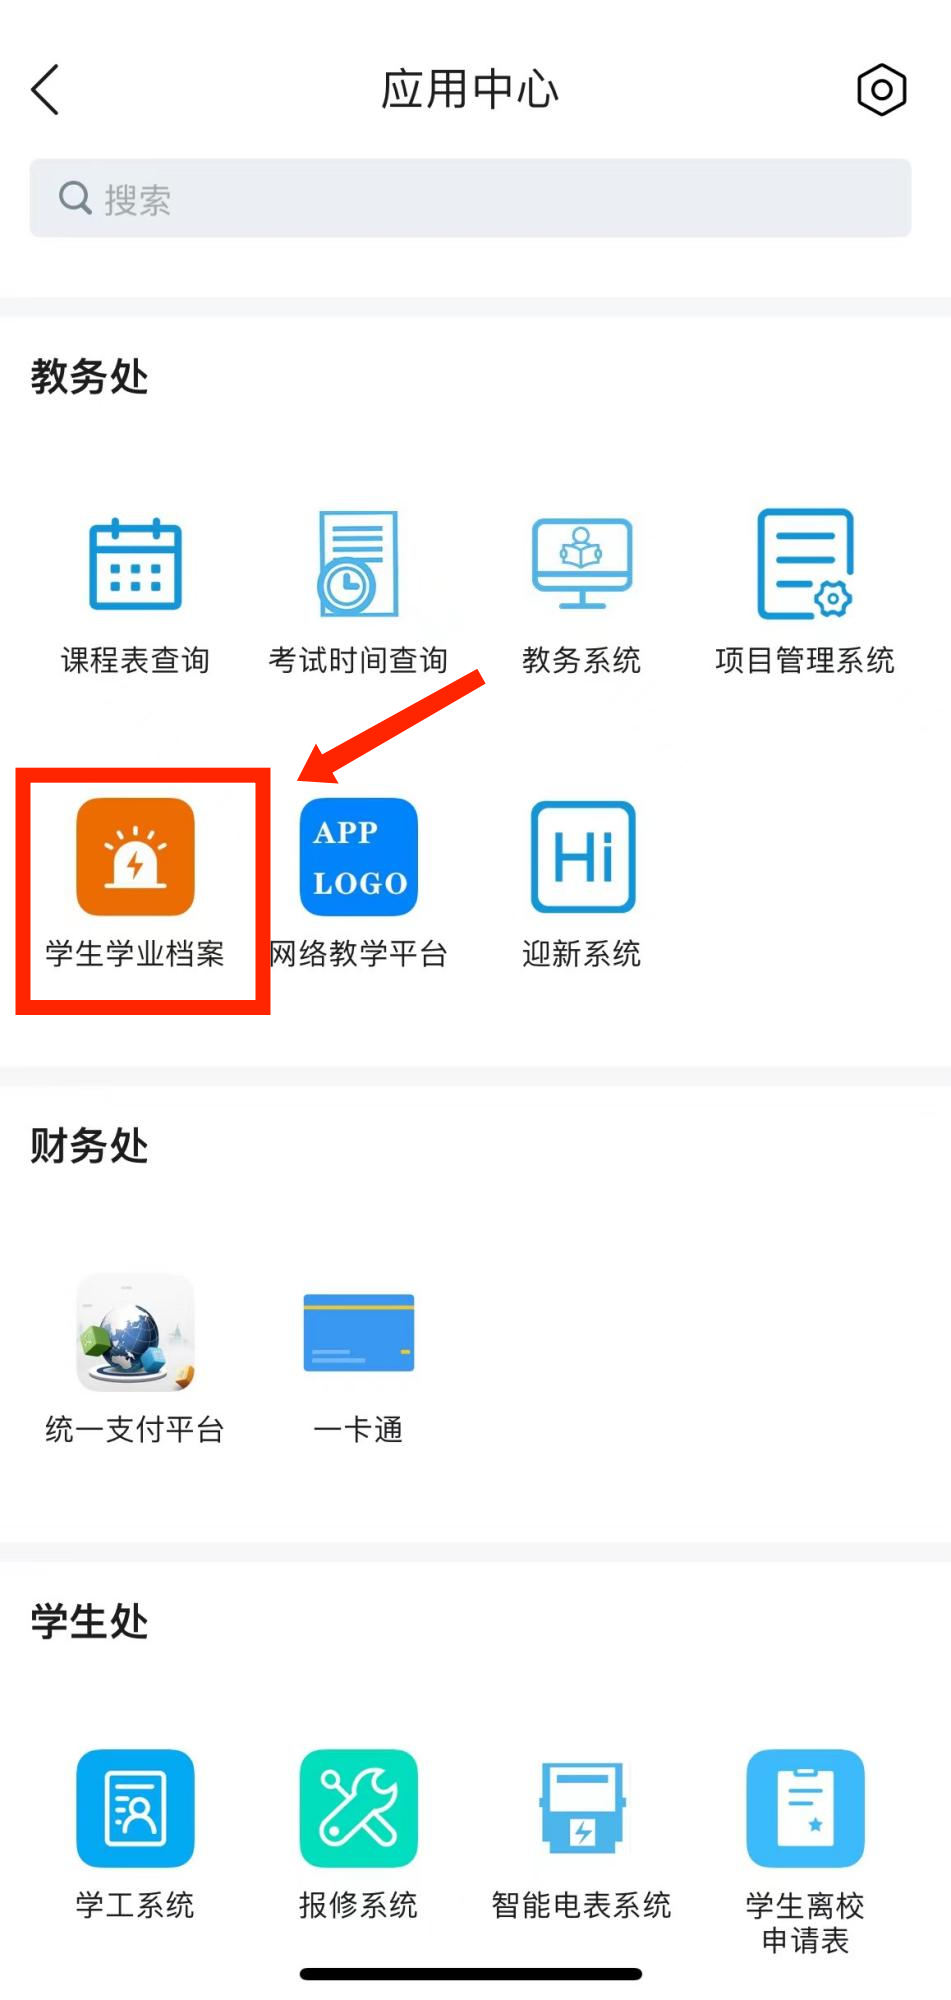 应用中心
搜索
教务处
课程表查询
考试时间查询
教务系统
项目管理系统
APP
LOGO
Hi
学生学业档案
网络教学平台
迎新系统
财务处
统一支付平台
一卡通
学生处
学工系统
报修系统
智能电表系统
学生离校
申请表